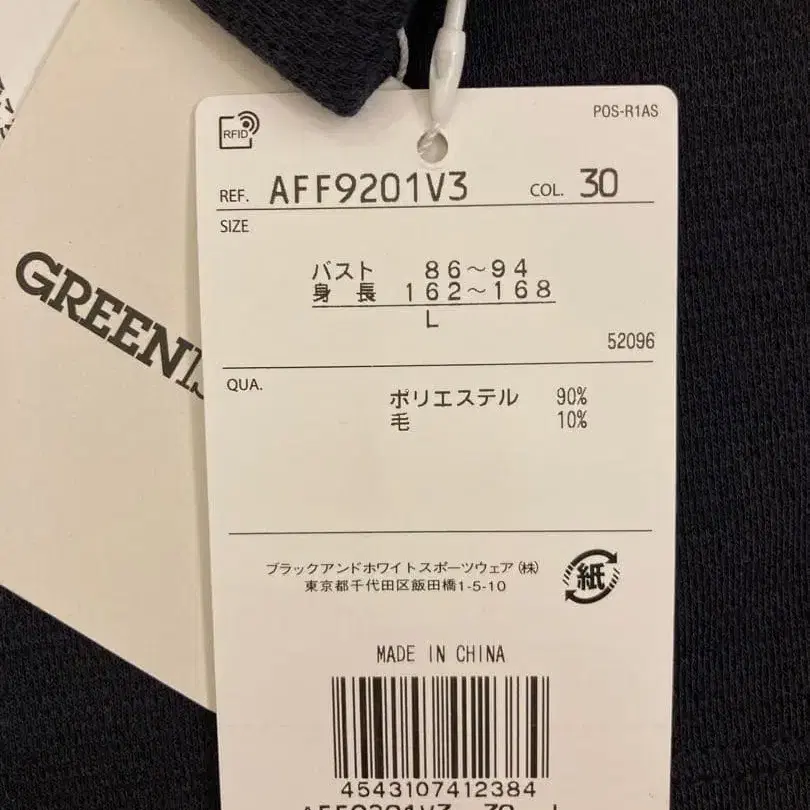 RFID
POS-R1AS
REF. AFF9201V3 COL. 30
SIZE
バスト 86～94
身 長 162～168
L
52096
QUA.
ポリエステル 90%
毛 10%
ブラックアンドホワイトスポーツウェア(株)
東京都千代田区飯田橋1-5-10
紙
MADE IN CHINA
4543107412384
AFF9201V3 30 L